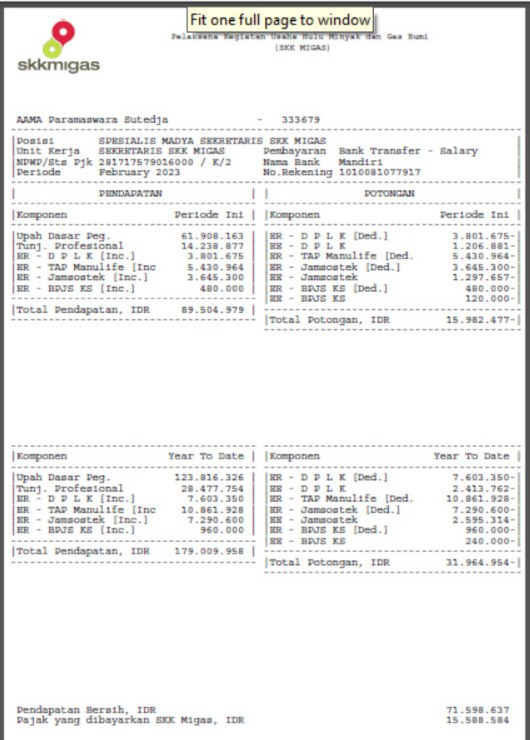 Fit one full page to window
Pelaksana Kegiatan Usaha Hulu Minyak dan Gas Bumi
(SKK MIGAS)
skkmigas
AAMA Paramaswara Sutedja - 333679
Posisi SPESIALIS MADYA SEKRETARIS SKK MIGAS
Unit Kerja SEKRETARIS SKK MIGAS Pembayaran Bank Transfer - Salary
NPWP/Sts Pjk 281717579016000 / K/2 Nama Bank Mandiri
Periode February 2023 No.Rekening 1010081077917
PENDAPATAN POTONGAN
Komponen Periode Ini Komponen Periode Ini
Upah Dasar Peg. 61.908.163 ER - D P L K [Ded.] 3.801.675-
Tunj. Profesional 14.238.877 EE - D P L K 1.206.881-
ER - D P L K [Inc.] 3.801.675 ER - TAP Manulife [Ded. 5.430.964-
ER - TAP Manulife [Inc 5.430.964 ER - Jamsostek [Ded.] 3.645.300-
ER - Jamsostek [Inc.] 3.645.300 EE - Jamsostek 1.297.657-
ER - BPJS KS [Inc.] 480.000 ER - BPJS KS [Ded.] 480.000-
EE - BPJS KS 120.000-
Total Pendapatan, IDR 89.504.979
Total Potongan, IDR 15.982.477-
Komponen Year To Date Komponen Year To Date
Upah Dasar Peg. 123.816.326 ER - D P L K [Ded.] 7.603.350-
Tunj. Profesional 28.477.754 EE - D P L K 2.413.762-
ER - D P L K [Inc.] 7.603.350 ER - TAP Manulife [Ded. 10.861.928-
ER - TAP Manulife [Inc 10.861.928 ER - Jamsostek [Ded.] 7.290.600-
ER - Jamsostek [Inc.] 7.290.600 EE - Jamsostek 2.595.314-
ER - BPJS KS [Inc.] 960.000 ER - BPJS KS [Ded.] 960.000-
EE - BPJS KS 240.000-
Total Pendapatan, IDR 179.009.958
Total Potongan, IDR 31.964.954-
Pendapatan Bersih, IDR 71.598.637
Pajak yang dibayarkan SKK Migas, IDR 15.588.584